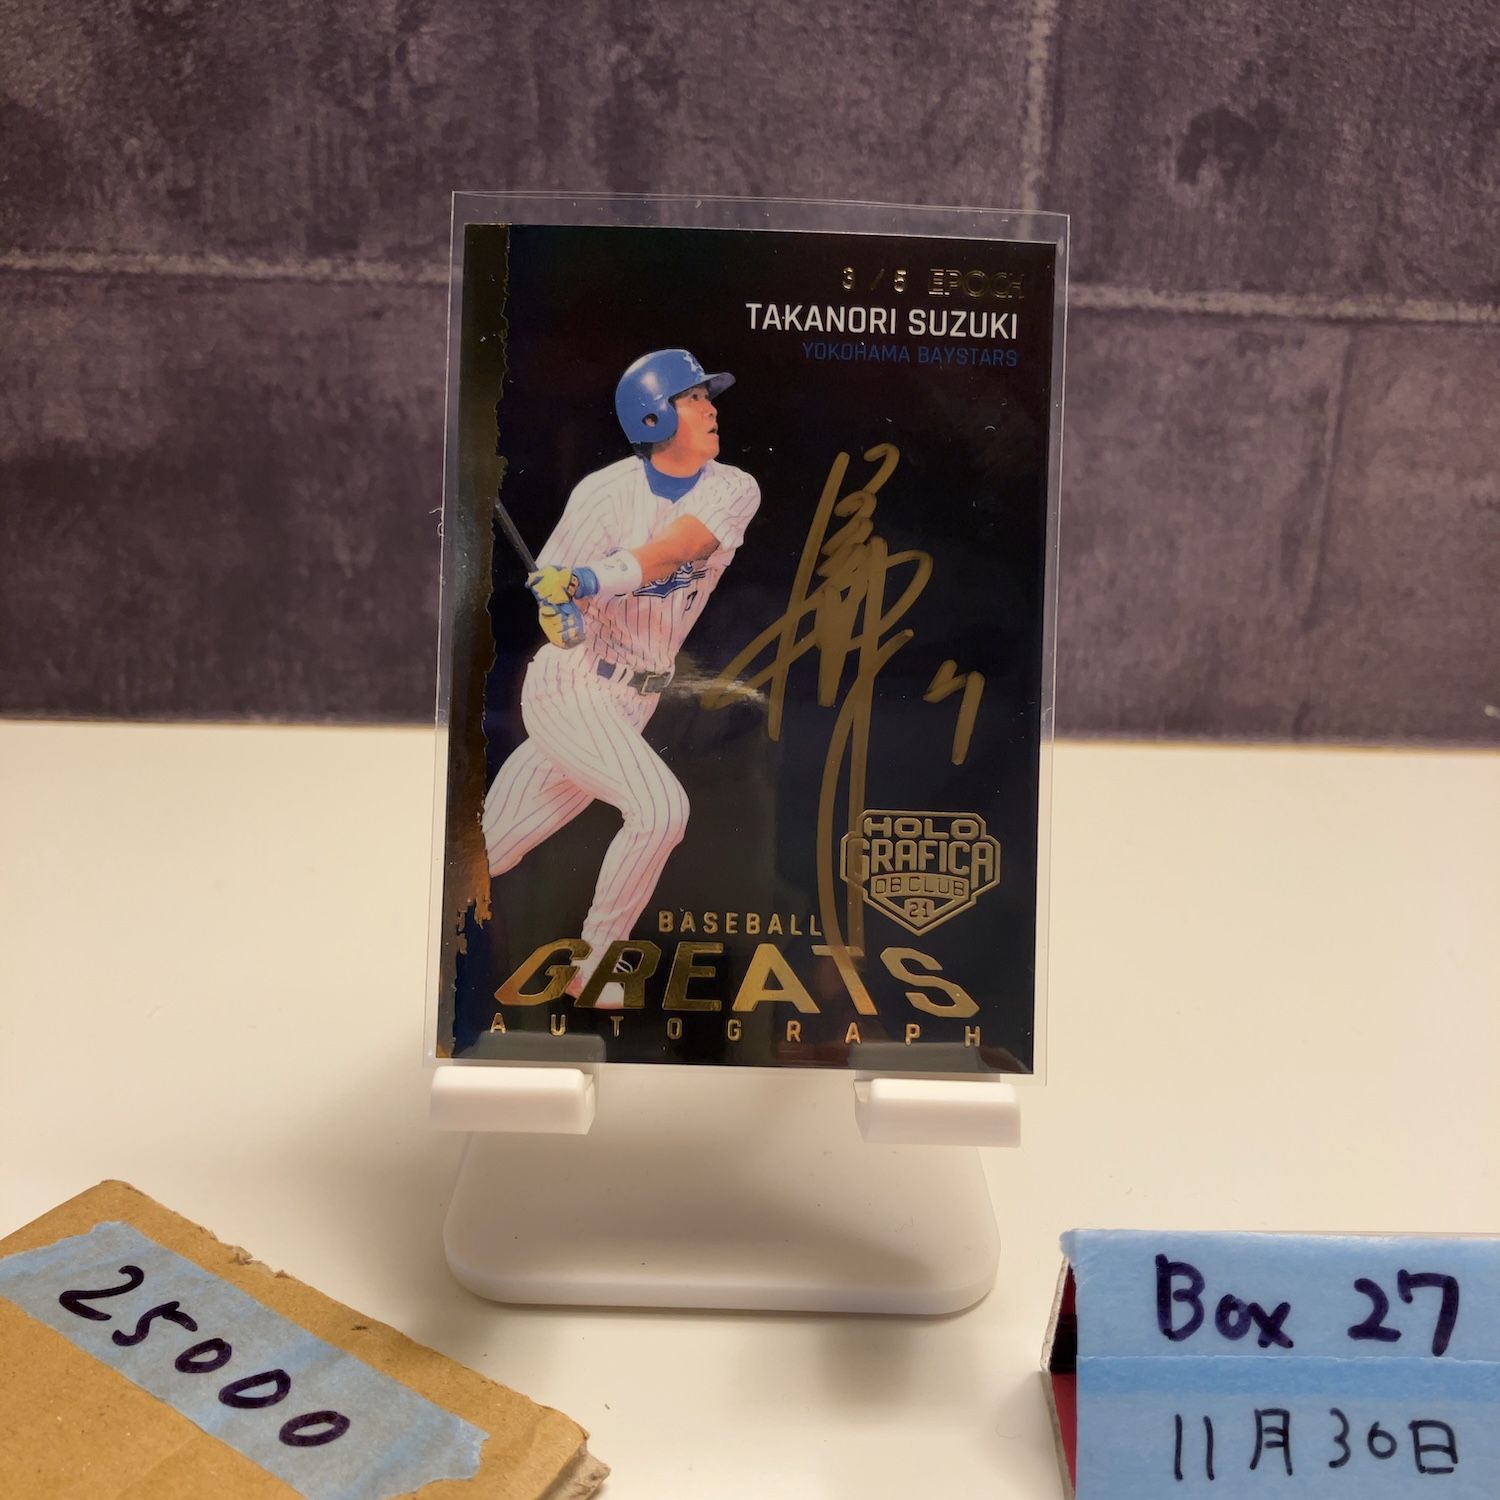 3 / 5 EPOCH
TAKANORI SUZUKI
YOKOHAMA BAYSTARS
7
HOLO
GRAFICA
OB CLUB
21
BASEBALL
GREATS
AUTOGRAPH
25000
Box 27
11月30日